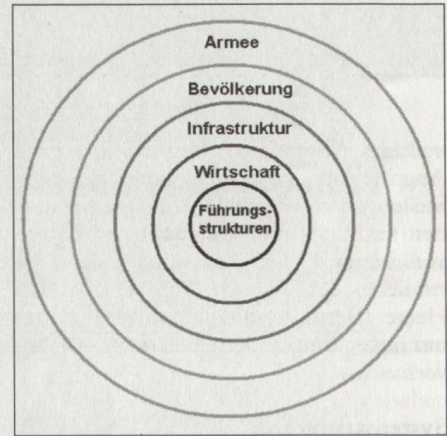 Armee
Bevölkerung
Infrastruktur
Wirtschaft
Führungs-
strukturen